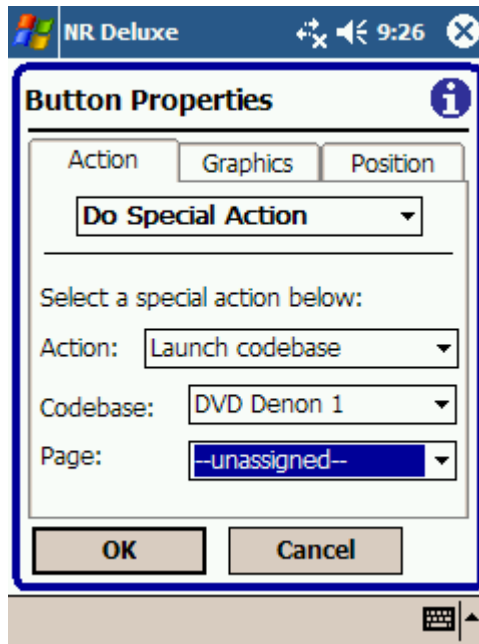 NR Deluxe 9:26
Button Properties
Action Graphics Position
Do Special Action
Select a special action below:
Action: Launch codebase
Codebase: DVD Denon 1
Page: --unassigned--
OK Cancel